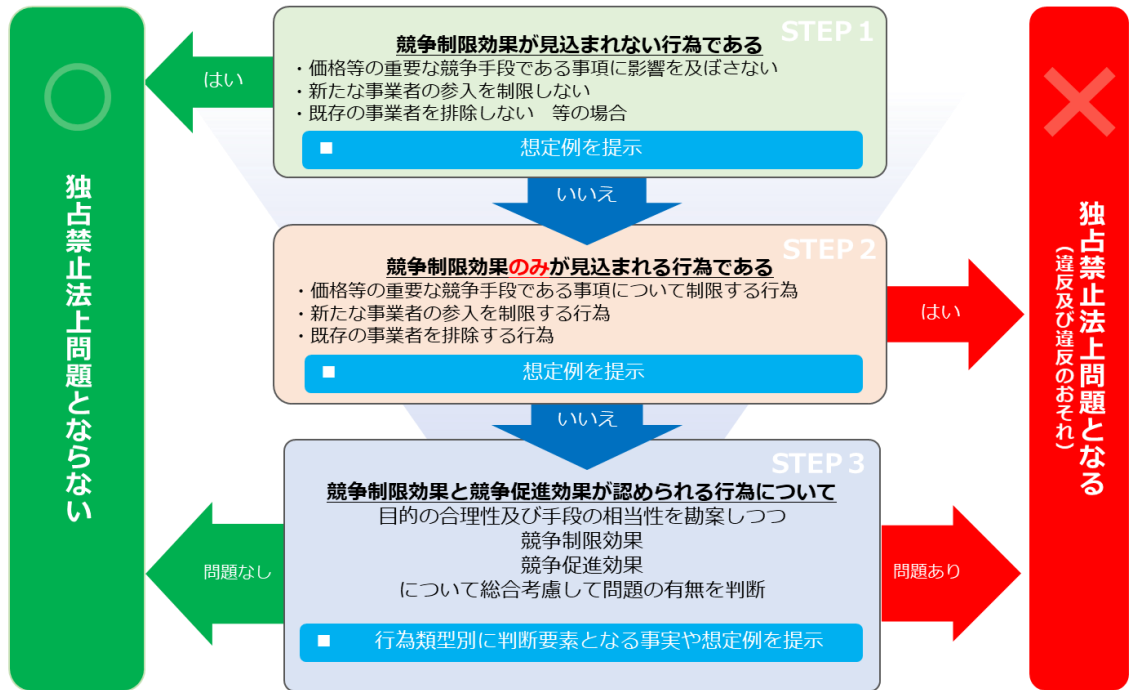 STEP 1
競争制限効果が見込まれない行為である
・価格等の重要な競争手段である事項に影響を及ぼさない
・新たな事業者の参入を制限しない
・既存の事業者を排除しない 等の場合
■ 想定例を提示
はい
○
独占禁止法上問題とならない
いいえ
STEP 2
競争制限効果のみが見込まれる行為である
・価格等の重要な競争手段である事項について制限する行為
・新たな事業者の参入を制限する行為
・既存の事業者を排除する行為
■ 想定例を提示
はい
×
独占禁止法上問題となる
(違反及び違反のおそれ)
いいえ
STEP 3
競争制限効果と競争促進効果が認められる行為について
目的の合理性及び手段の相当性を勘案しつつ
競争制限効果
競争促進効果
について総合考慮して問題の有無を判断
■ 行為類型別に判断要素となる事実や想定例を提示
問題なし
問題あり